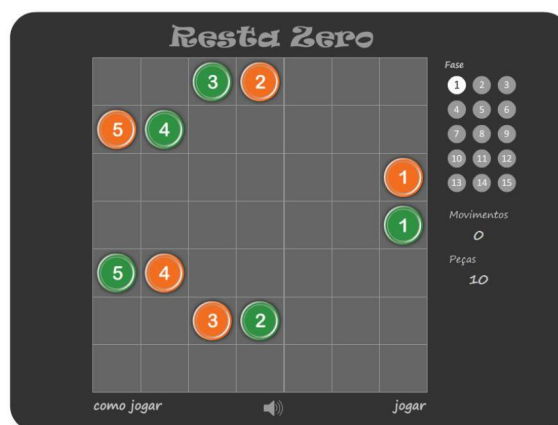 Resta Zero
3 2
5 4
1
1
5 4
3 2
Fase
1 2 3
4 5 6
7 8 9
10 11 12
13 14 15
Movimentos
0
Peças
10
como jogar
jogar